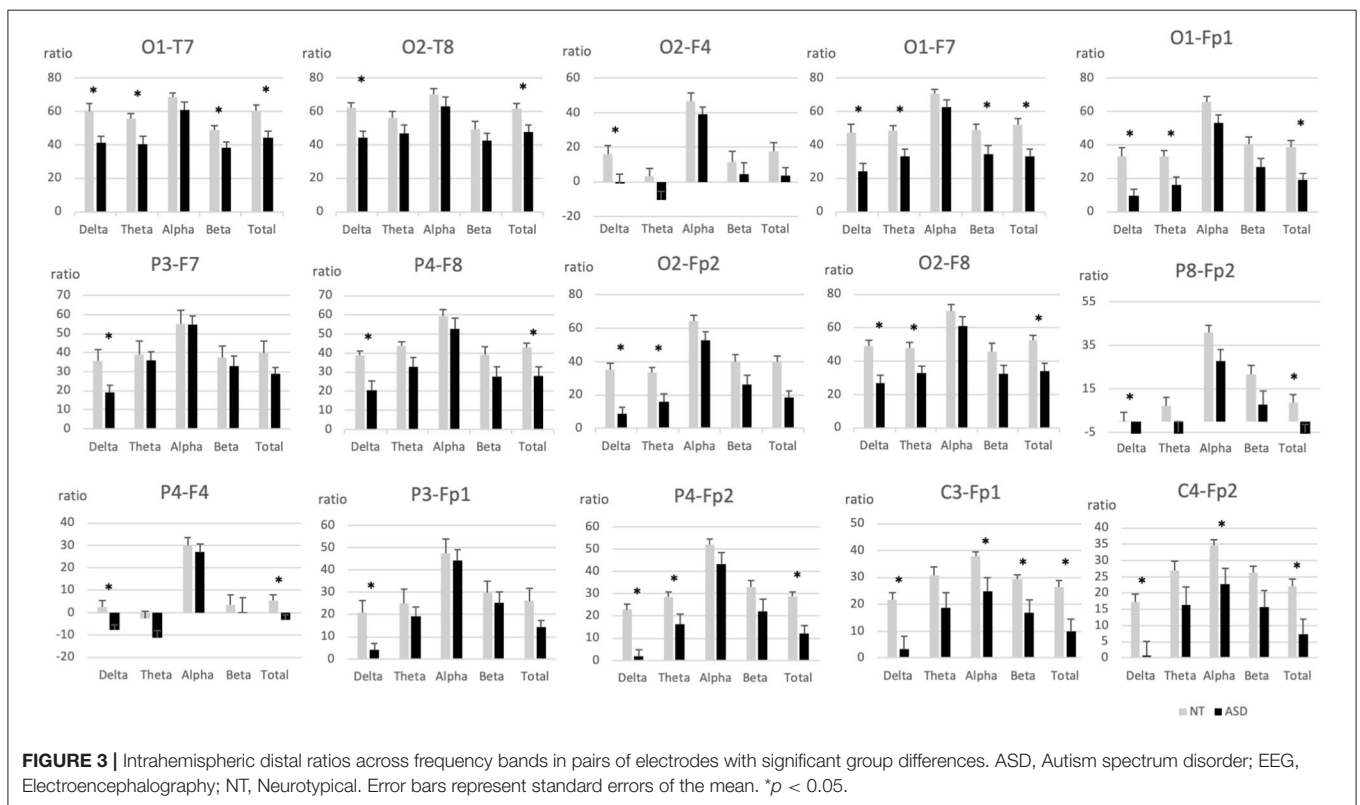 O1-T7
ratio
80
60
40
20
0
* * * *
Delta Theta Alpha Beta Total
O2-T8
ratio
80
60
40
20
0
* *
Delta Theta Alpha Beta Total
O2-F4
ratio
60
40
20
0
-20
*
Delta Theta Alpha Beta Total
O1-F7
ratio
80
60
40
20
0
* * * *
Delta Theta Alpha Beta Total
O1-Fp1
ratio
80
60
40
20
0
* * *
Delta Theta Alpha Beta Total
P3-F7
ratio
70
60
50
40
30
20
10
0
*
Delta Theta Alpha Beta Total
P4-F8
ratio
70
60
50
40
30
20
10
0
* *
Delta Theta Alpha Beta Total
O2-Fp2
ratio
80
60
40
20
0
* *
Delta Theta Alpha Beta Total
O2-F8
ratio
80
60
40
20
0
* * *
Delta Theta Alpha Beta Total
P8-Fp2
ratio
55
35
15
-5
* *
Delta Theta Alpha Beta Total
P4-F4
ratio
40
30
20
10
0
-10
-20
* *
Delta Theta Alpha Beta Total
P3-Fp1
ratio
60
50
40
30
20
10
0
*
Delta Theta Alpha Beta Total
P4-Fp2
ratio
60
50
40
30
20
10
0
* * *
Delta Theta Alpha Beta Total
C3-Fp1
ratio
50
40
30
20
10
0
* * * *
Delta Theta Alpha Beta Total
C4-Fp2
ratio
40
35
30
25
20
15
10
5
0
* * *
Delta Theta Alpha Beta Total
NT ASD
FIGURE 3 | Intrahemispheric distal ratios across frequency bands in pairs of electrodes with significant group differences. ASD, Autism spectrum disorder; EEG,
Electroencephalography; NT, Neurotypical. Error bars represent standard errors of the mean. *p < 0.05.